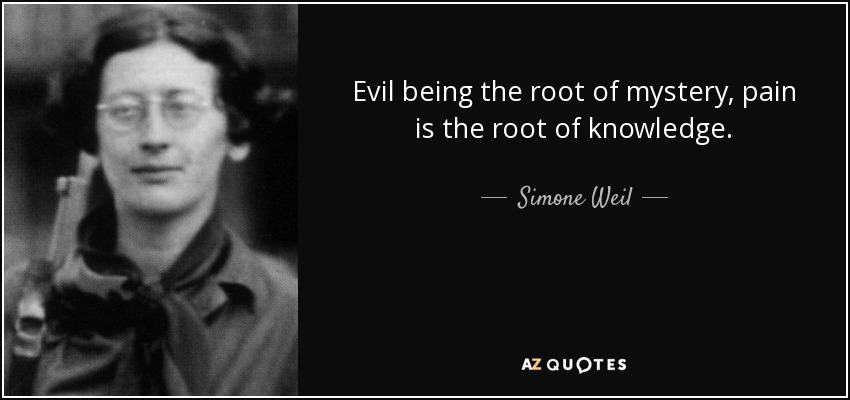 Evil being the root of mystery, pain
is the root of knowledge.
Simone Weil
AZ QUOTES